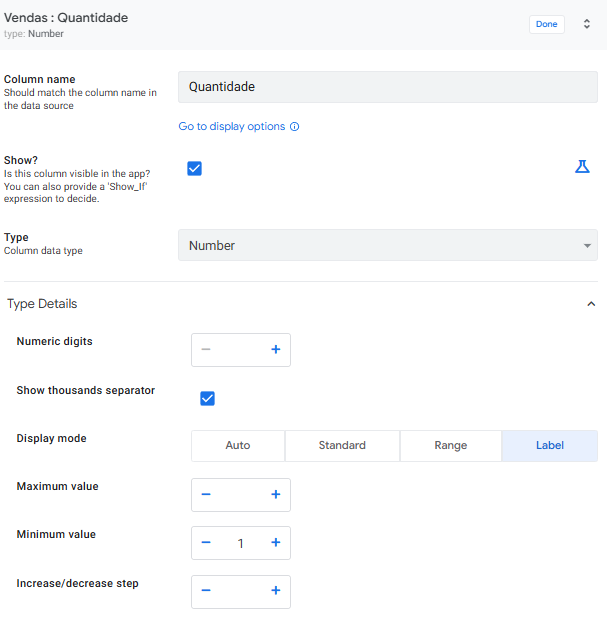 Vendas : Quantidade
type: Number
Done
Column name
Should match the column name in
the data source
Quantidade
Go to display options
Show?
Is this column visible in the app?
You can also provide a 'Show_If'
expression to decide.
Type
Column data type
Number
Type Details
Numeric digits
− +
Show thousands separator
Display mode
Auto Standard Range Label
Maximum value
− +
Minimum value
− 1 +
Increase/decrease step
− +